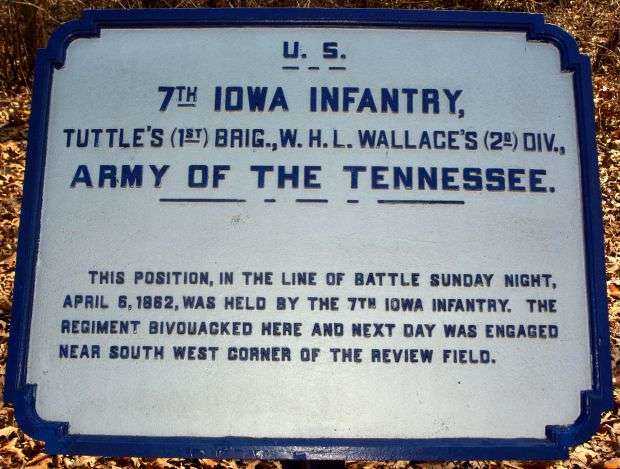 U. S.
7TH IOWA INFANTRY,
TUTTLE'S (1ST) BRIG., W. H. L. WALLACE'S (2D) DIV.,
ARMY OF THE TENNESSEE.
THIS POSITION, IN THE LINE OF BATTLE SUNDAY NIGHT,
APRIL 6, 1862, WAS HELD BY THE 7TH IOWA INFANTRY. THE
REGIMENT BIVOUACKED HERE AND NEXT DAY WAS ENGAGED
NEAR SOUTH WEST CORNER OF THE REVIEW FIELD.